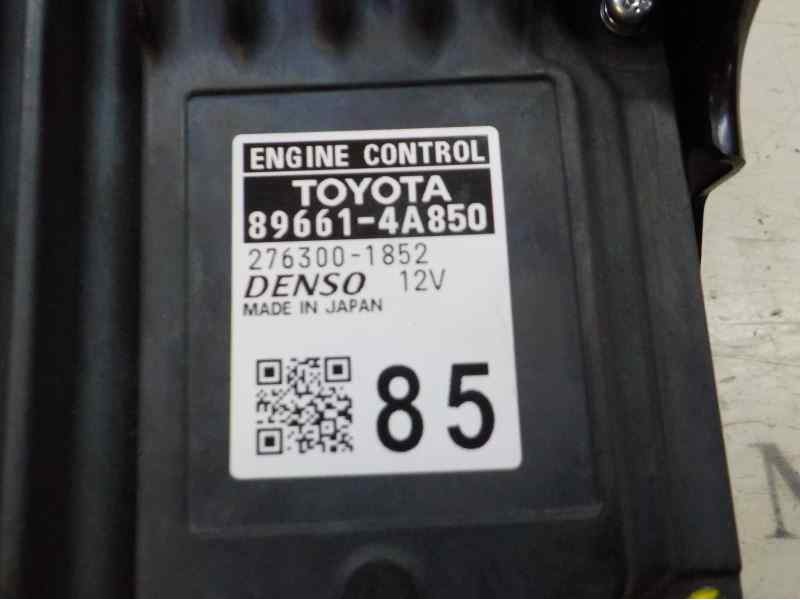 ENGINE CONTROL
TOYOTA
89661-4A850
276300-1852
DENSO 12V
MADE IN JAPAN
85